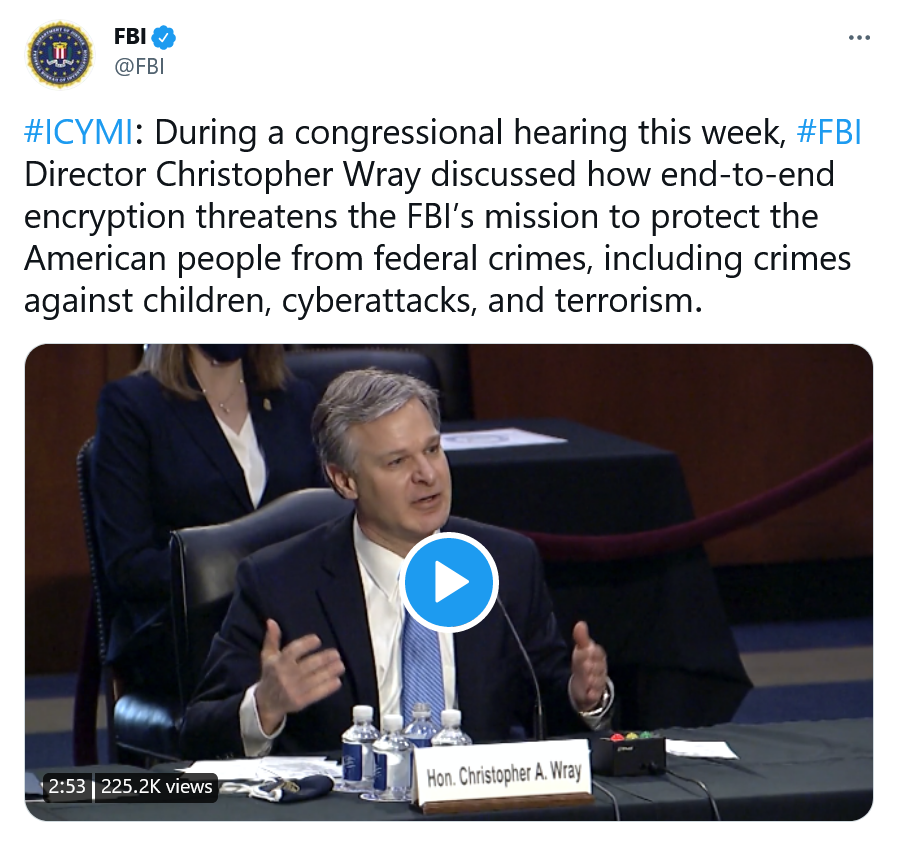 FBI
@FBI
#ICYMI: During a congressional hearing this week, #FBI
Director Christopher Wray discussed how end-to-end
encryption threatens the FBI’s mission to protect the
American people from federal crimes, including crimes
against children, cyberattacks, and terrorism.
Hon. Christopher A. Wray
2:53 | 225.2K views